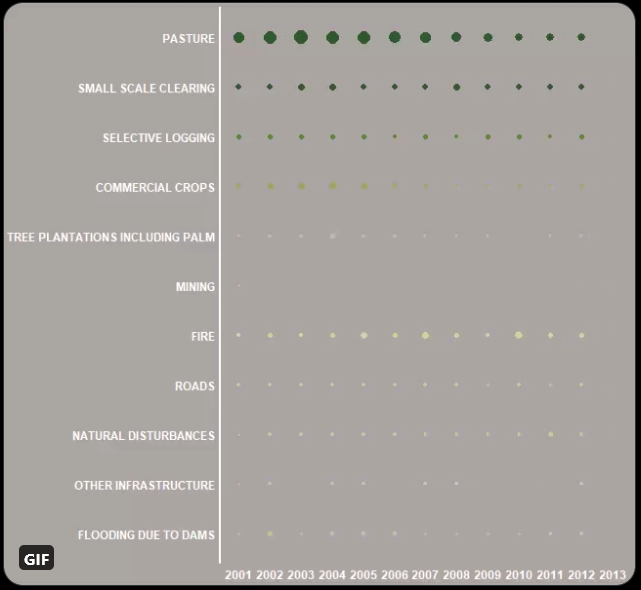 PASTURE
SMALL SCALE CLEARING
SELECTIVE LOGGING
COMMERCIAL CROPS
TREE PLANTATIONS INCLUDING PALM
MINING
FIRE
ROADS
NATURAL DISTURBANCES
OTHER INFRASTRUCTURE
FLOODING DUE TO DAMS
GIF
2001 2002 2003 2004 2005 2006 2007 2008 2009 2010 2011 2012 2013